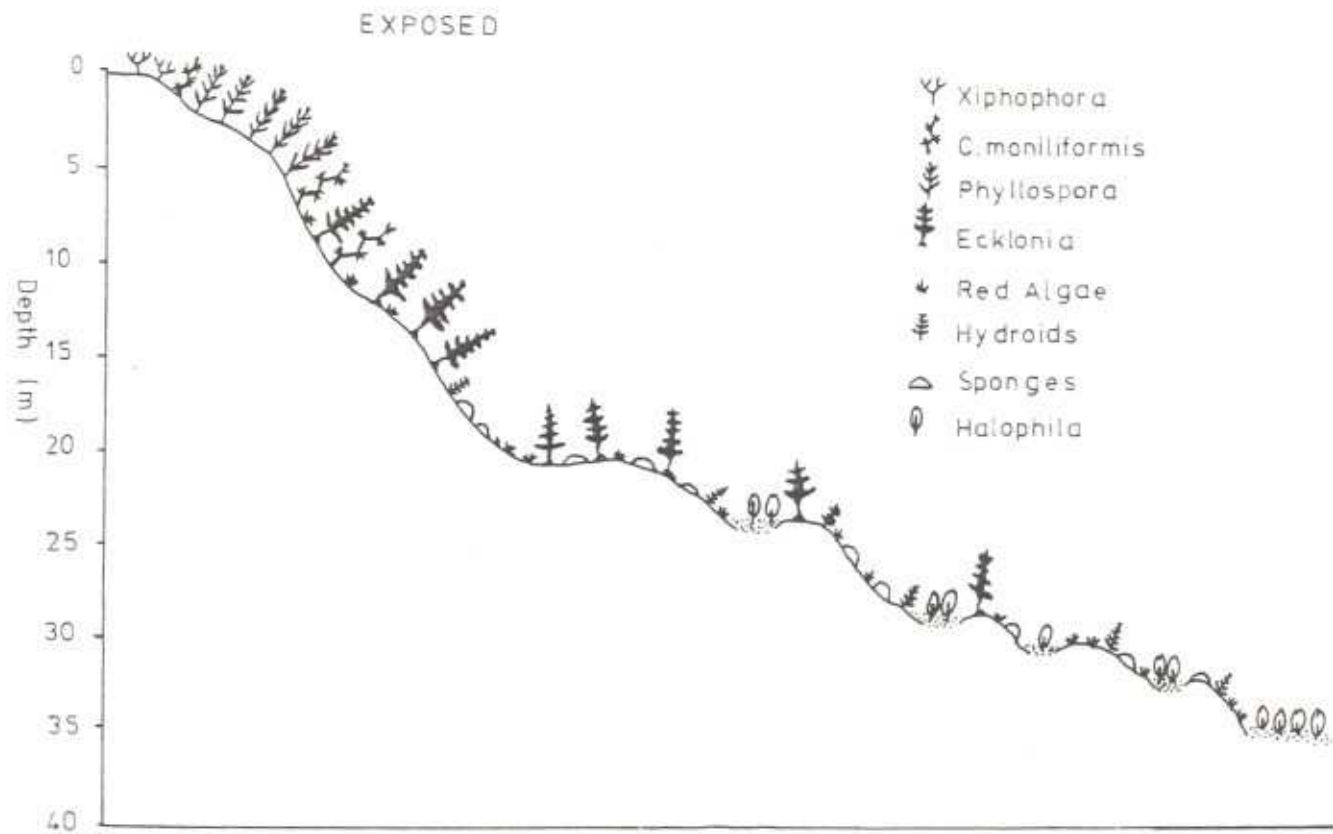 EXPOSED
0
5
10
15
20
25
30
35
40
Depth (m)
Xiphophora
C.moniliformis
Phyllospora
Ecklonia
Red Algae
Hydroids
Sponges
Halophila